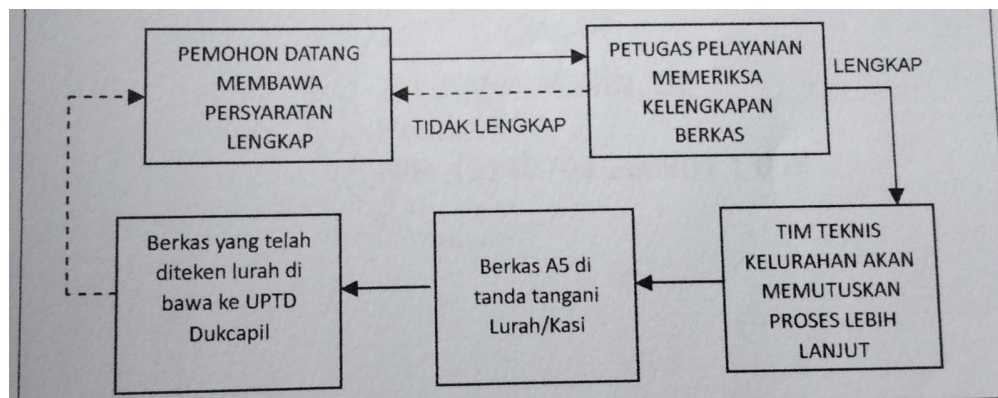 PEMOHON DATANG
MEMBAWA
PERSYARATAN
LENGKAP
TIDAK LENGKAP
PETUGAS PELAYANAN
MEMERIKSA
KELENGKAPAN
BERKAS
LENGKAP
TIM TEKNIS
KELURAHAN AKAN
MEMUTUSKAN
PROSES LEBIH
LANJUT
Berkas A5 di
tanda tangani
Lurah/Kasi
Berkas yang telah
diteken lurah di
bawa ke UPTD
Dukcapil